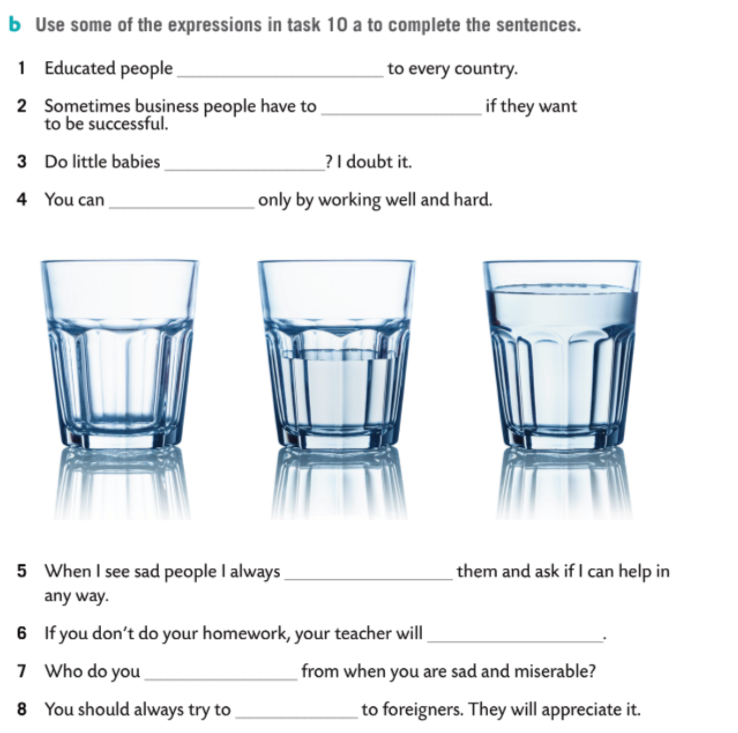 b Use some of the expressions in task 10 a to complete the sentences.
1 Educated people ____________________ to every country.
2 Sometimes business people have to ________________ if they want
to be successful.
3 Do little babies ________________? I doubt it.
4 You can ______________ only by working well and hard.
5 When I see sad people I always ________________ them and ask if I can help in
any way.
6 If you don't do your homework, your teacher will _________________.
7 Who do you _______________ from when you are sad and miserable?
8 You should always try to ____________ to foreigners. They will appreciate it.